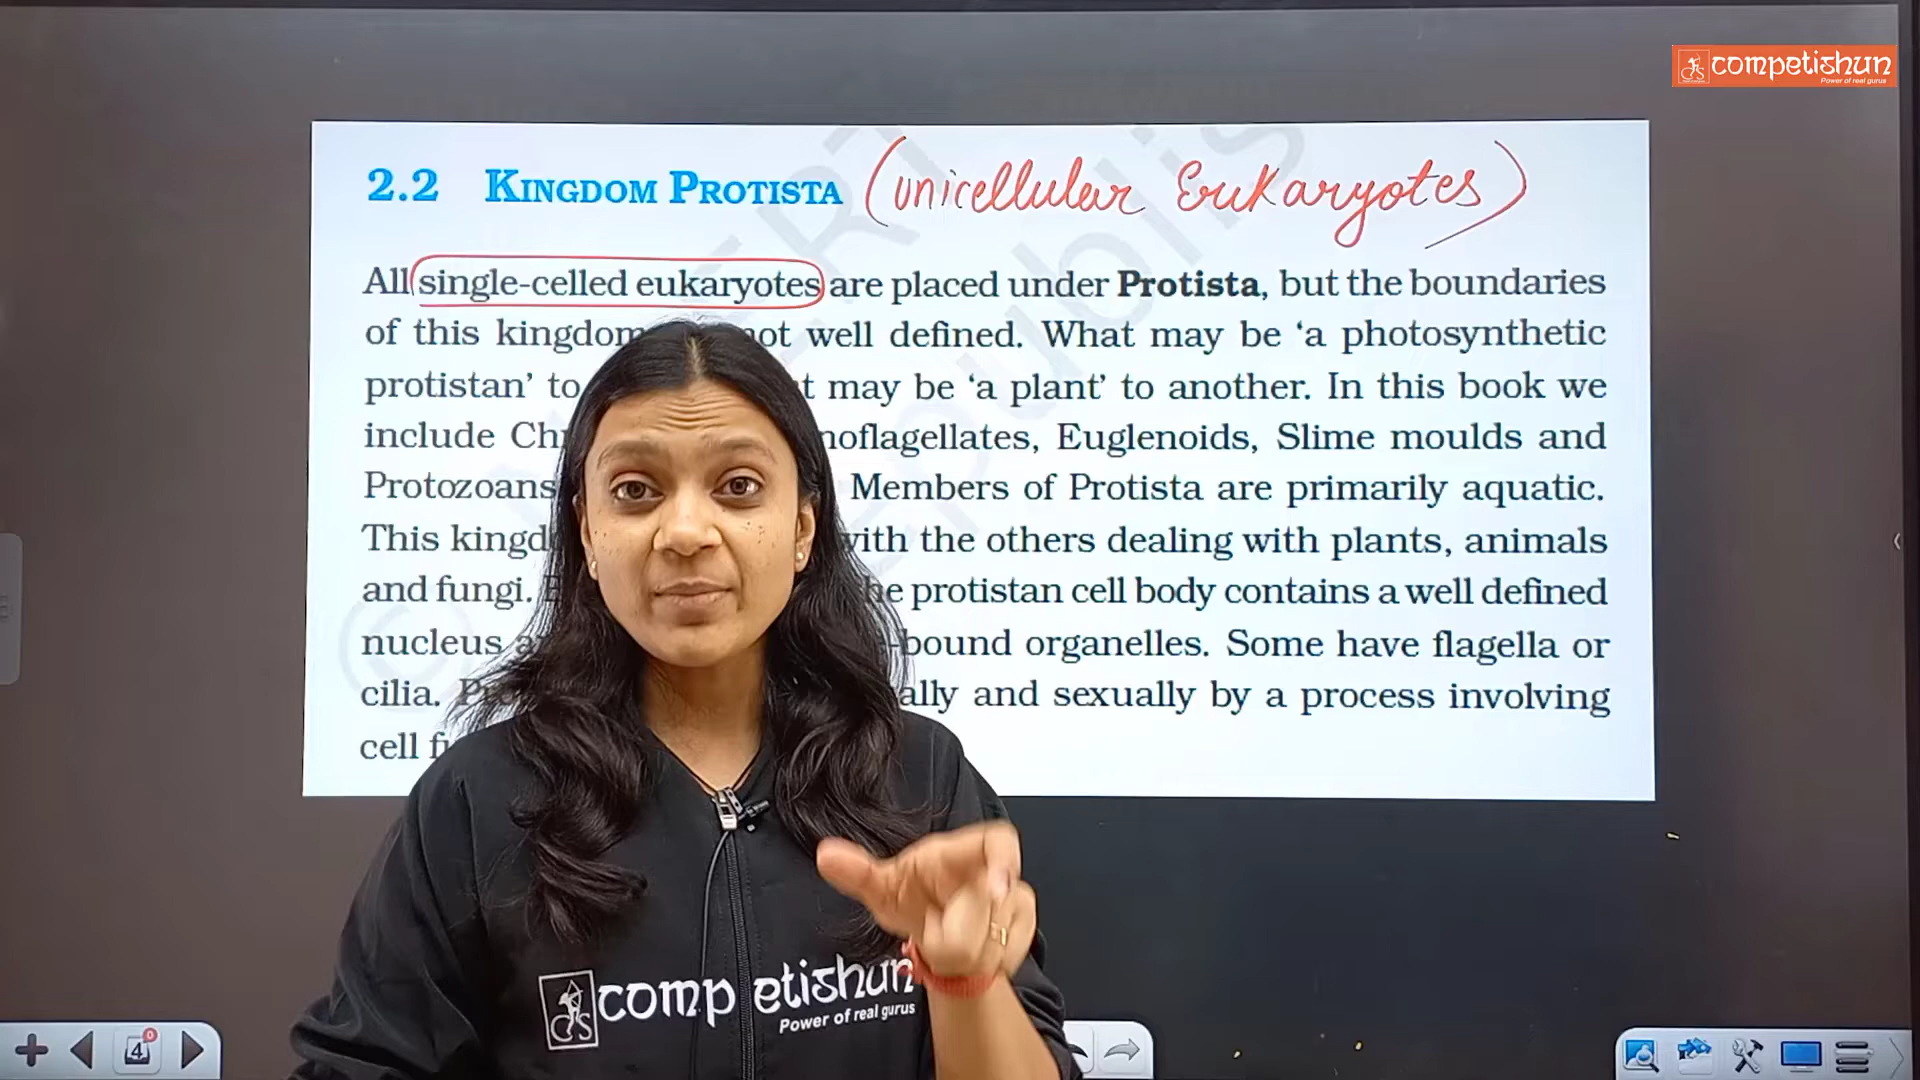 competishun
Power of real gurus
2.2 KINGDOM PROTISTA (unicellular Eukaryotes)
All single-celled eukaryotes are placed under Protista, but the boundaries
of this kingdom not well defined. What may be ‘a photosynthetic
protistan’ to may be ‘a plant’ to another. In this book we
include Euglenoids, Slime moulds and
Protozoans Members of Protista are primarily aquatic.
This with the others dealing with plants, animals
and fungi. protistan cell body contains a well defined
nucleus -bound organelles. Some have flagella or
cilia. and sexually by a process involving
cell
competishun
Power of real gurus
CS
4
0